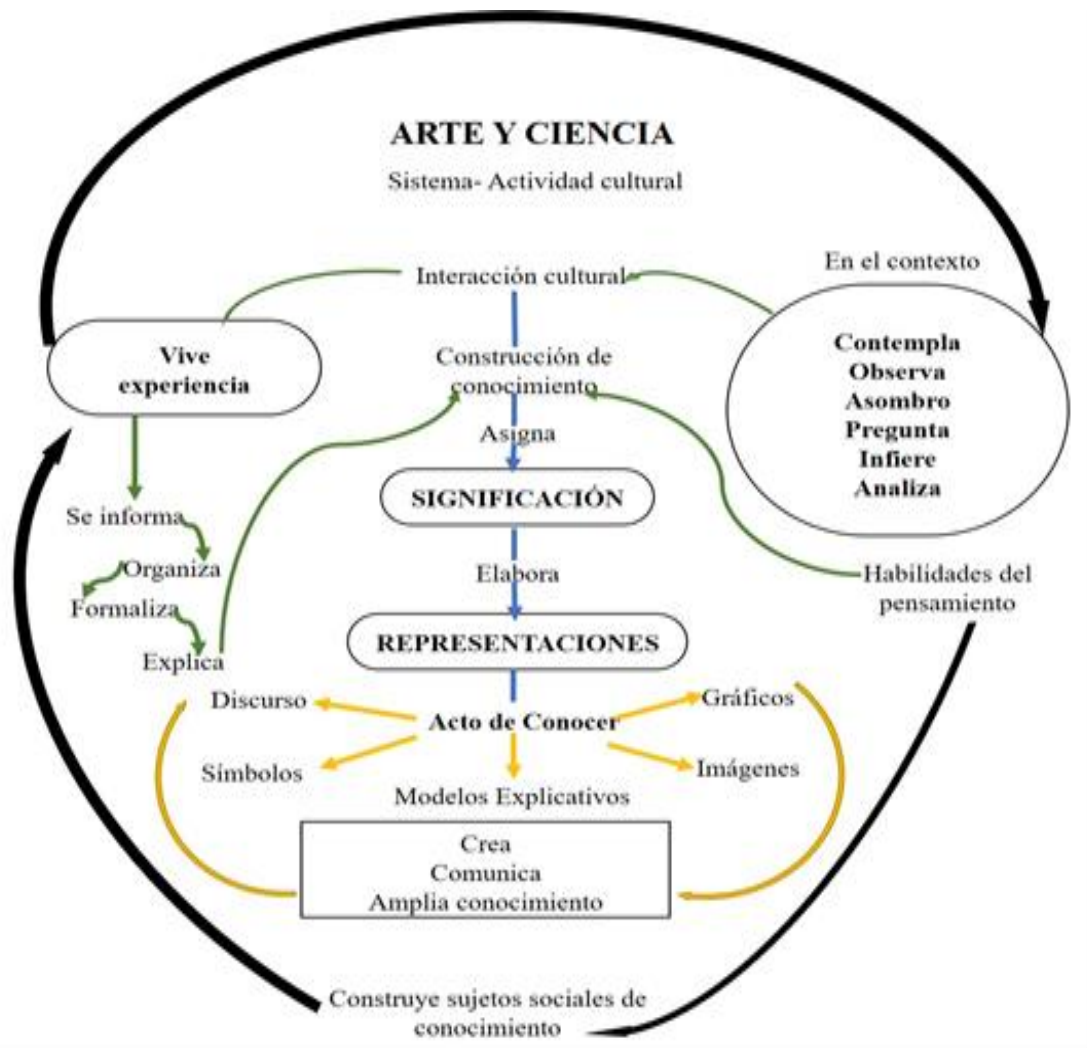 ARTE Y CIENCIA
Sistema- Actividad cultural
En el contexto
Interacción cultural
Vive
experiencia
Contempla
Observa
Asombro
Pregunta
Infiere
Analiza
Construcción de
conocimiento
Asigna
SIGNIFICACIÓN
Se informa
Organiza
Formaliza
Explica
Elabora
Habilidades del
pensamiento
REPRESENTACIONES
Discurso
Acto de Conocer
Gráficos
Símbolos
Imágenes
Modelos Explicativos
Crea
Comunica
Amplia conocimiento
Construye sujetos sociales de
conocimiento